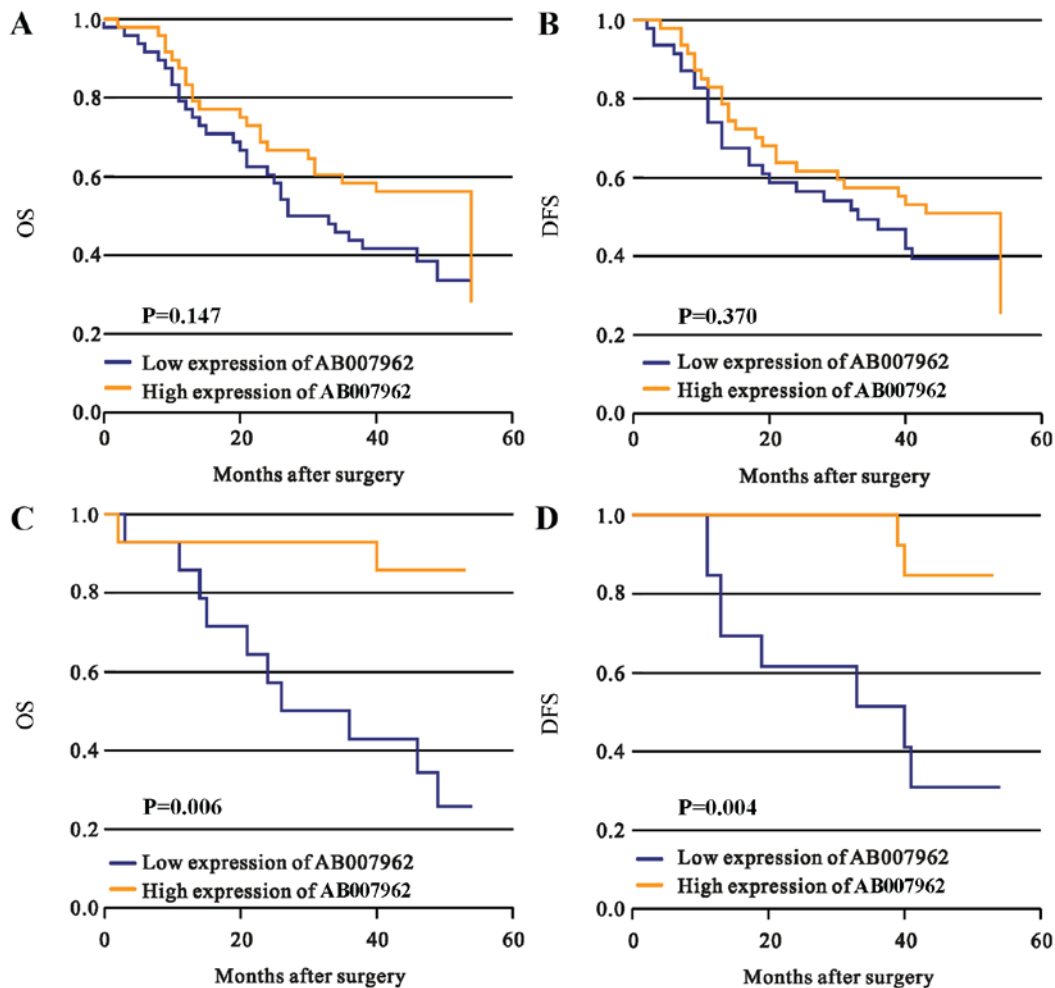 A
OS
1.0
0.8
0.6
0.4
0.2
0.0
P=0.147
Low expression of AB007962
High expression of AB007962
0
20
40
60
Months after surgery
B
DFS
1.0
0.8
0.6
0.4
0.2
0.0
P=0.370
Low expression of AB007962
High expression of AB007962
0
20
40
60
Months after surgery
C
OS
1.0
0.8
0.6
0.4
0.2
0.0
P=0.006
Low expression of AB007962
High expression of AB007962
0
20
40
60
Months after surgery
D
DFS
1.0
0.8
0.6
0.4
0.2
0.0
P=0.004
Low expression of AB007962
High expression of AB007962
0
20
40
60
Months after surgery